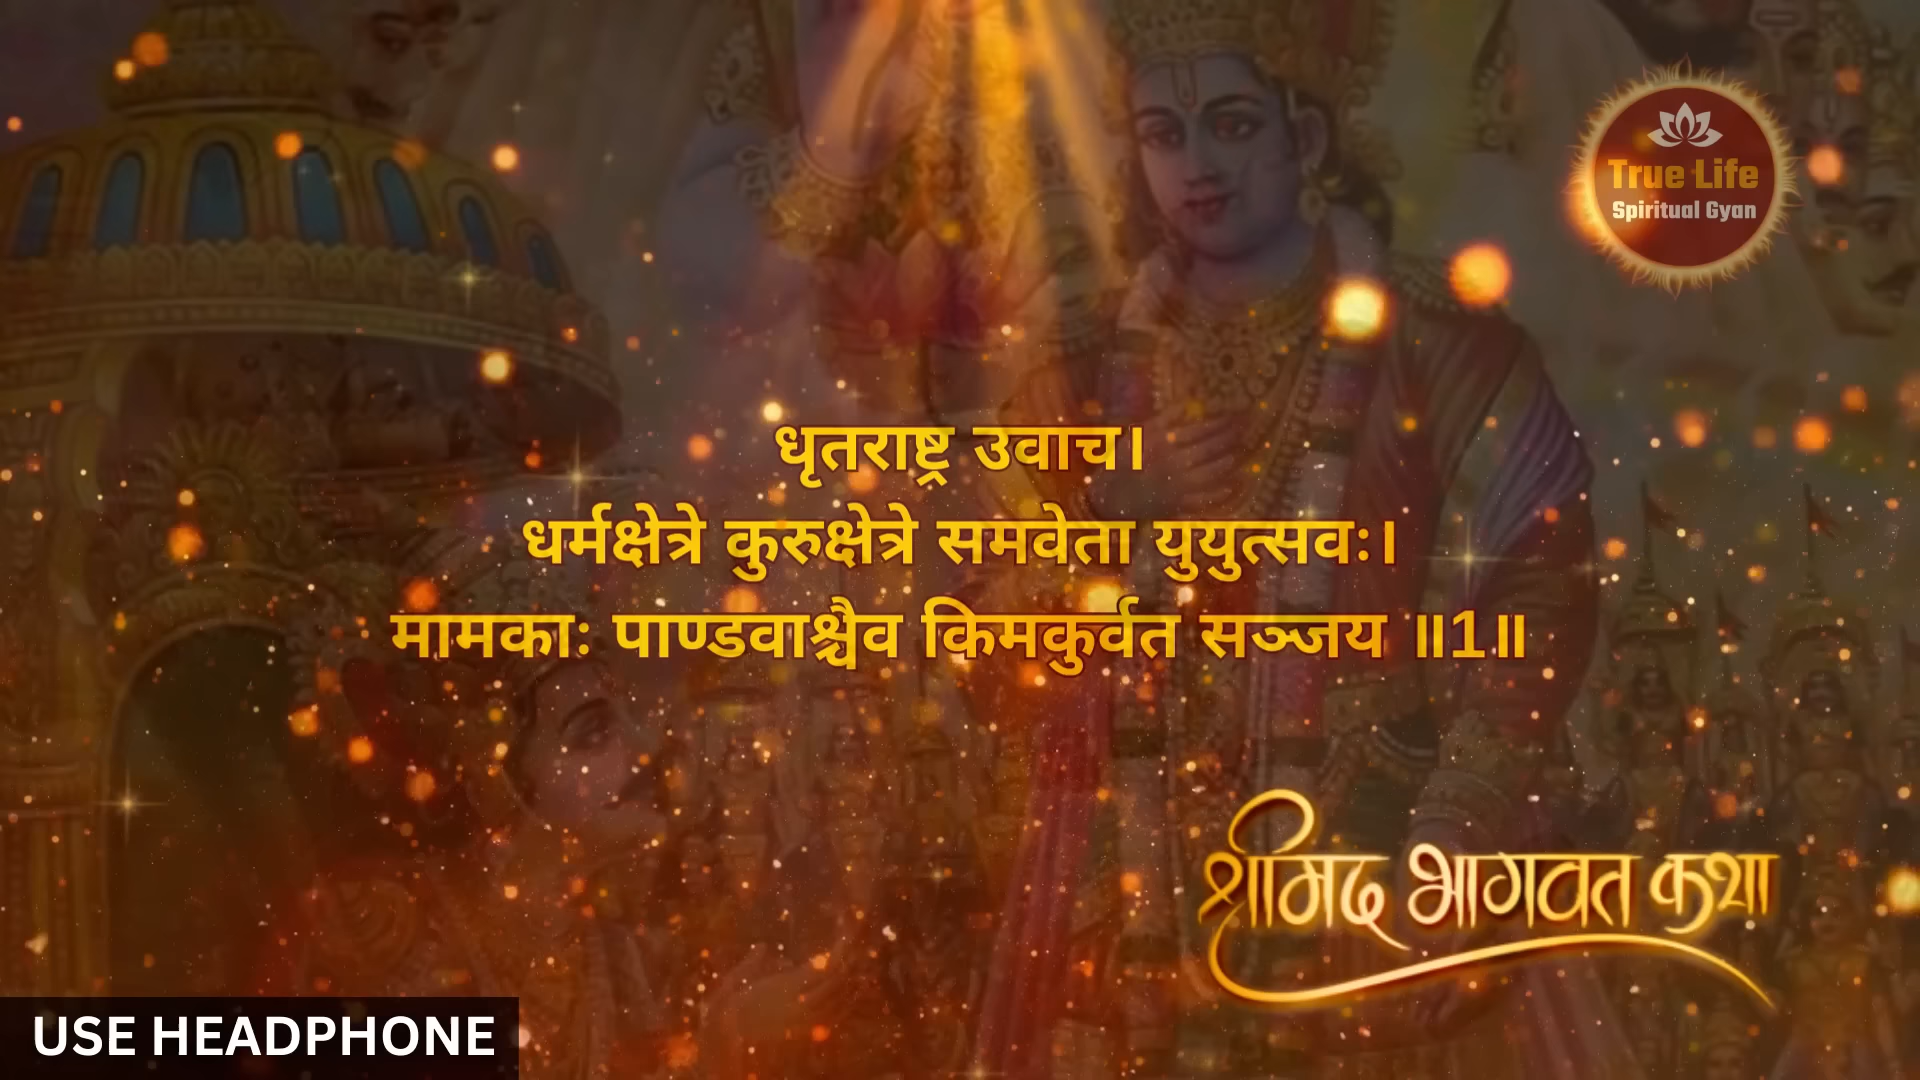 True Life
Spiritual Gyan
धृतराष्ट्र उवाच।
धर्मक्षेत्रे कुरुक्षेत्रे समवेता युयुत्सवः।
मामकाः पाण्डवाश्चैव किमकुर्वत सञ्जय ॥1॥
श्रीमद भागवत कथा
USE HEADPHONE